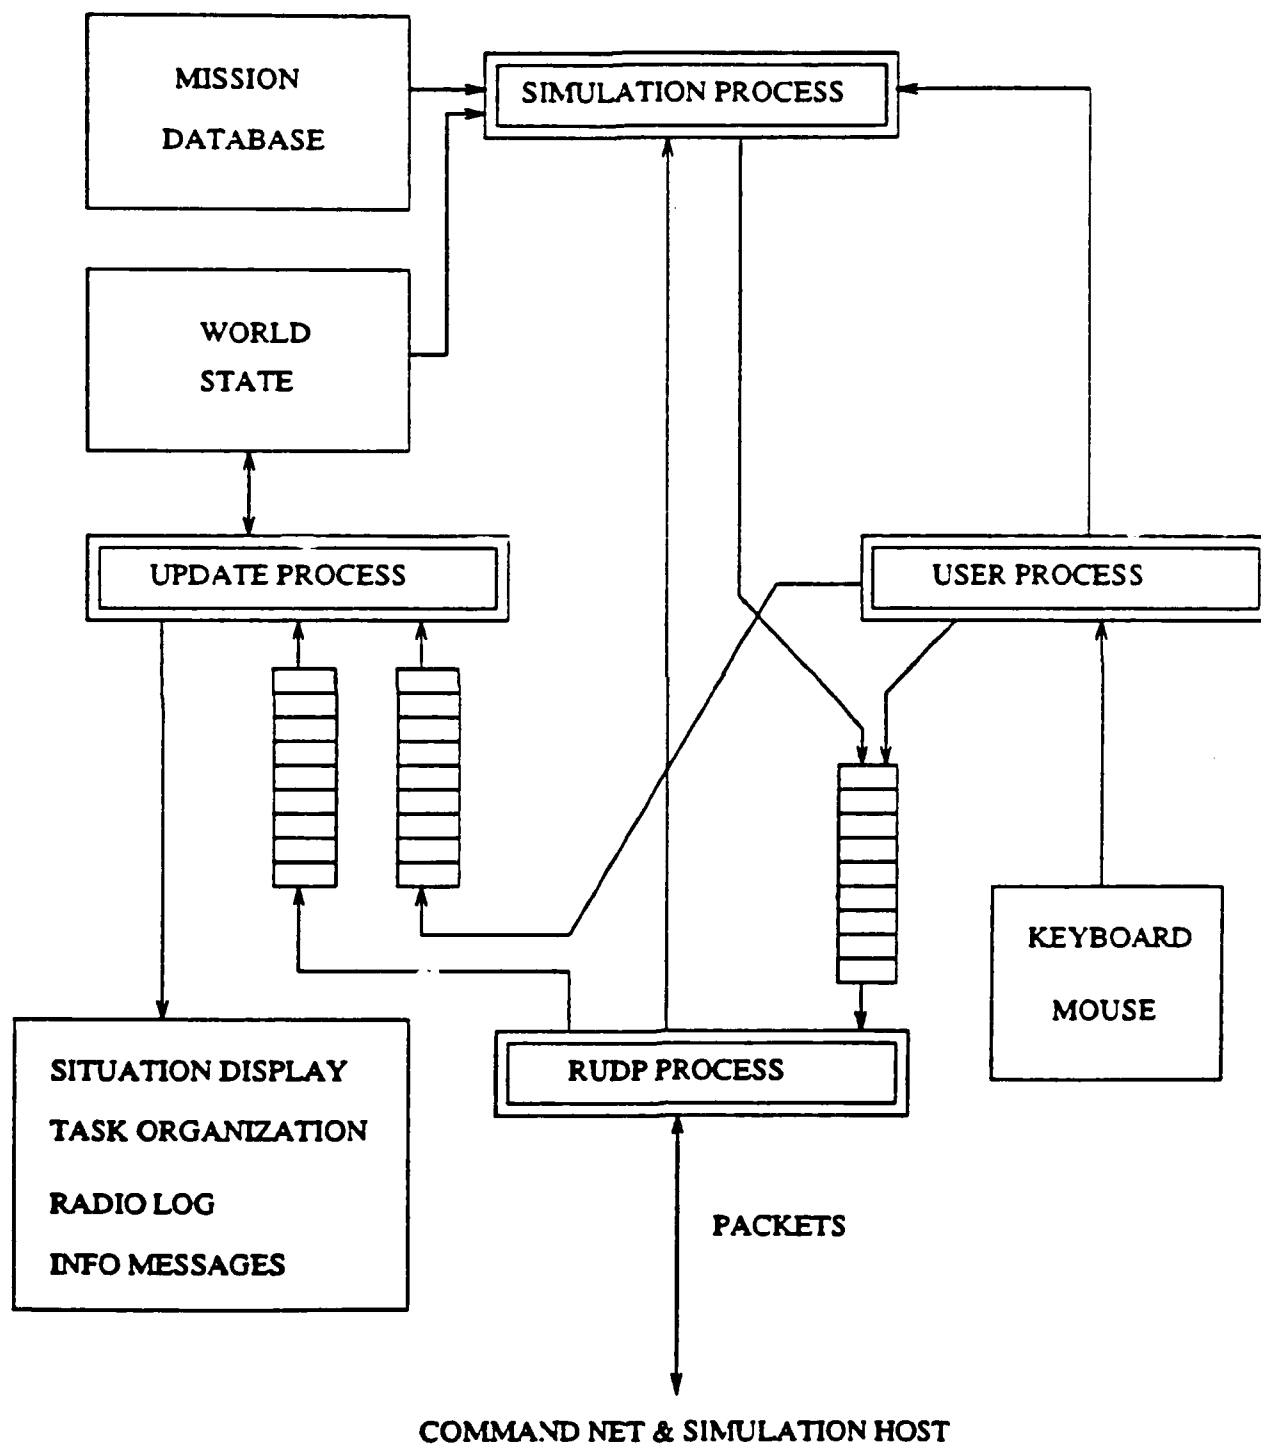 MISSION
DATABASE
SIMULATION PROCESS
WORLD
STATE
UPDATE PROCESS
USER PROCESS
KEYBOARD
MOUSE
SITUATION DISPLAY
TASK ORGANIZATION
RADIO LOG
INFO MESSAGES
RUDP PROCESS
PACKETS
COMMAND NET & SIMULATION HOST